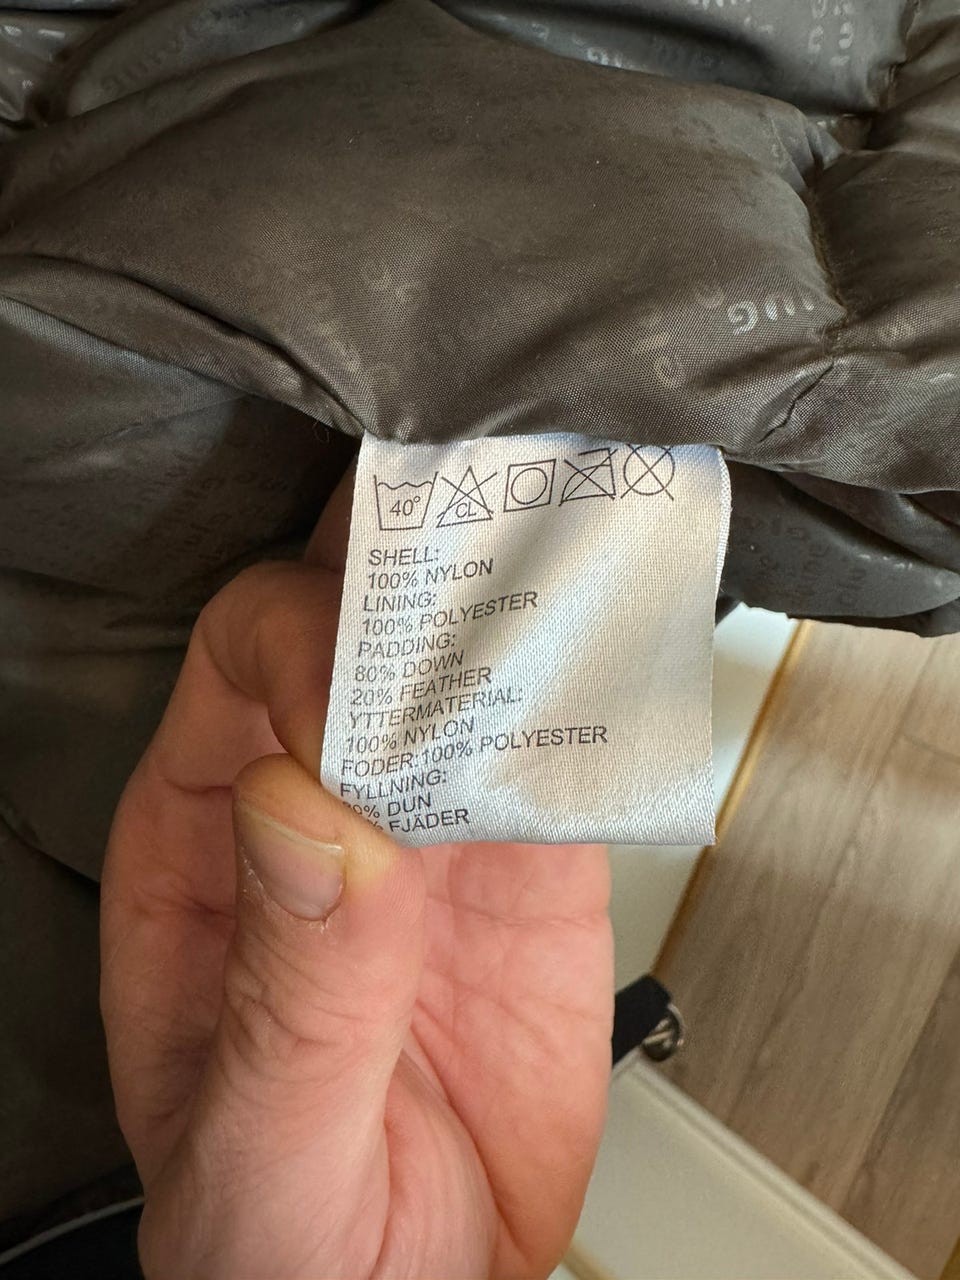 40°
CL
SHELL:
100% NYLON
LINING:
100% POLYESTER
PADDING:
80% DOWN
20% FEATHER
YTTERMATERIAL:
100% NYLON
FODER:100% POLYESTER
FYLLNING:
% DUN
% FJÄDER